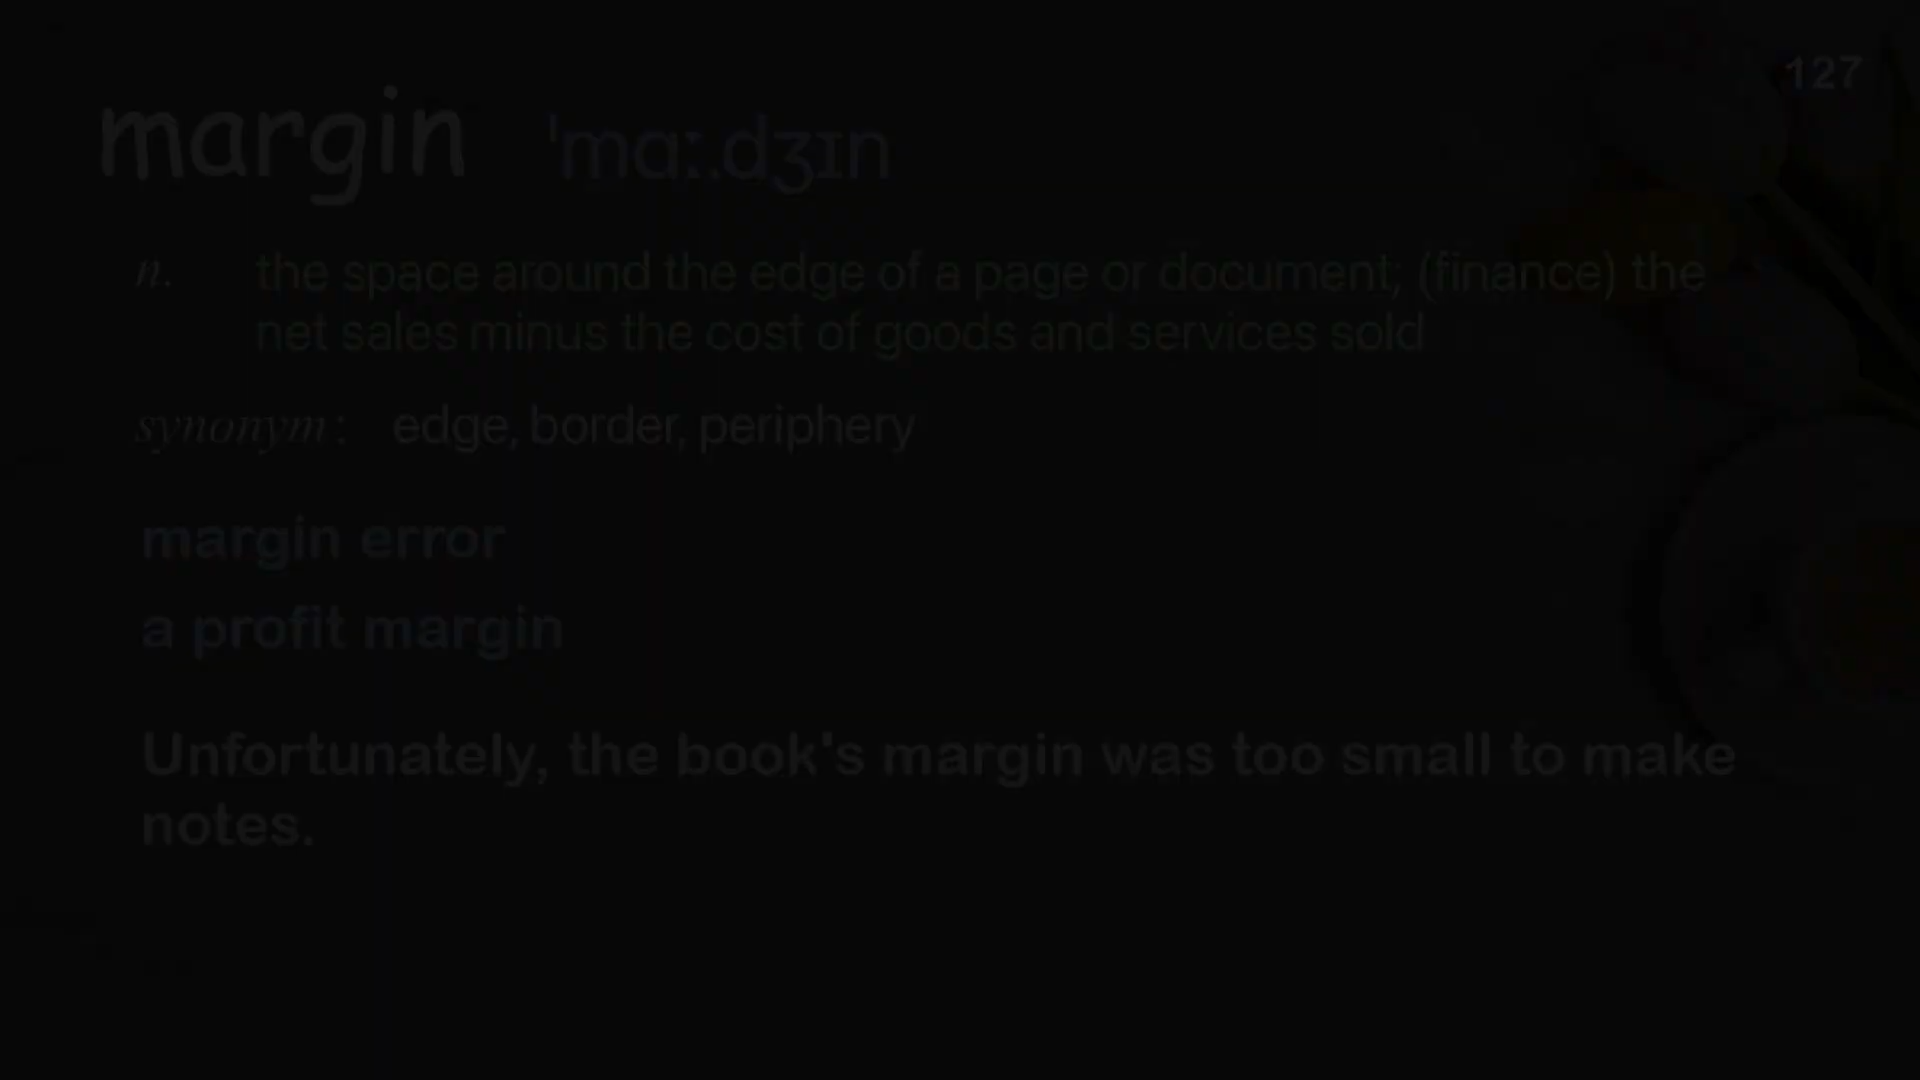 127
margin ˈmɑː.dʒɪn
n. the space around the edge of a page or document; (finance) the
net sales minus the cost of goods and services sold
synonym: edge, border, periphery
margin error
a profit margin
Unfortunately, the book's margin was too small to make
notes.